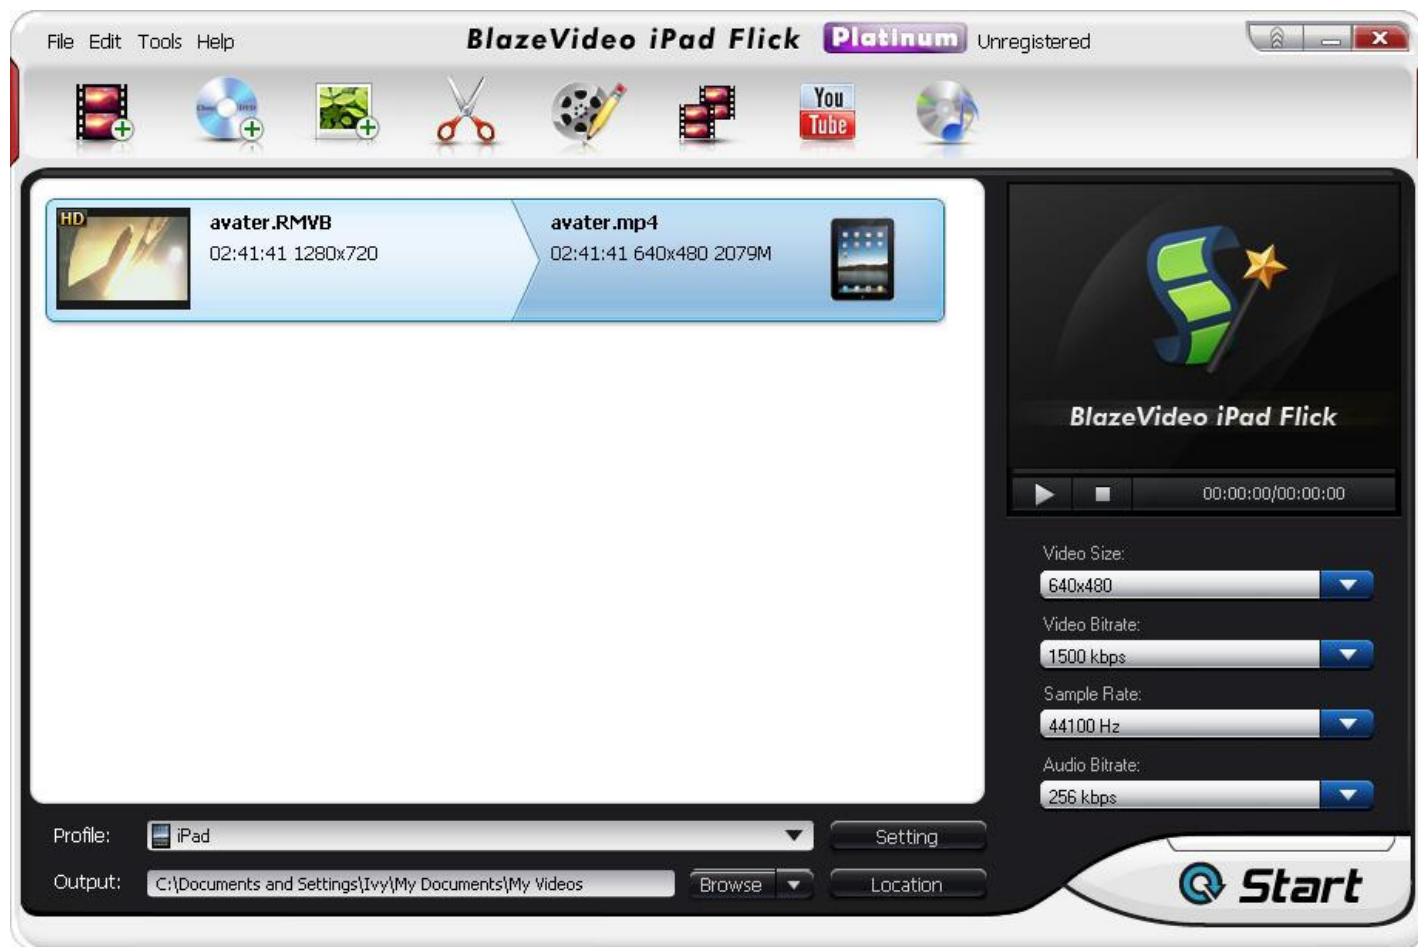 File Edit Tools Help
BlazeVideo iPad Flick Platinum Unregistered
You
Tube
HD
avater.RMVB
02:41:41 1280x720
avater.mp4
02:41:41 640x480 2079M
BlazeVideo iPad Flick
00:00:00/00:00:00
Video Size:
640x480
Video Bitrate:
1500 kbps
Sample Rate:
44100 Hz
Audio Bitrate:
256 kbps
Profile: iPad Setting
Output: C:\Documents and Settings\Ivy\My Documents\My Videos Browse Location
Start